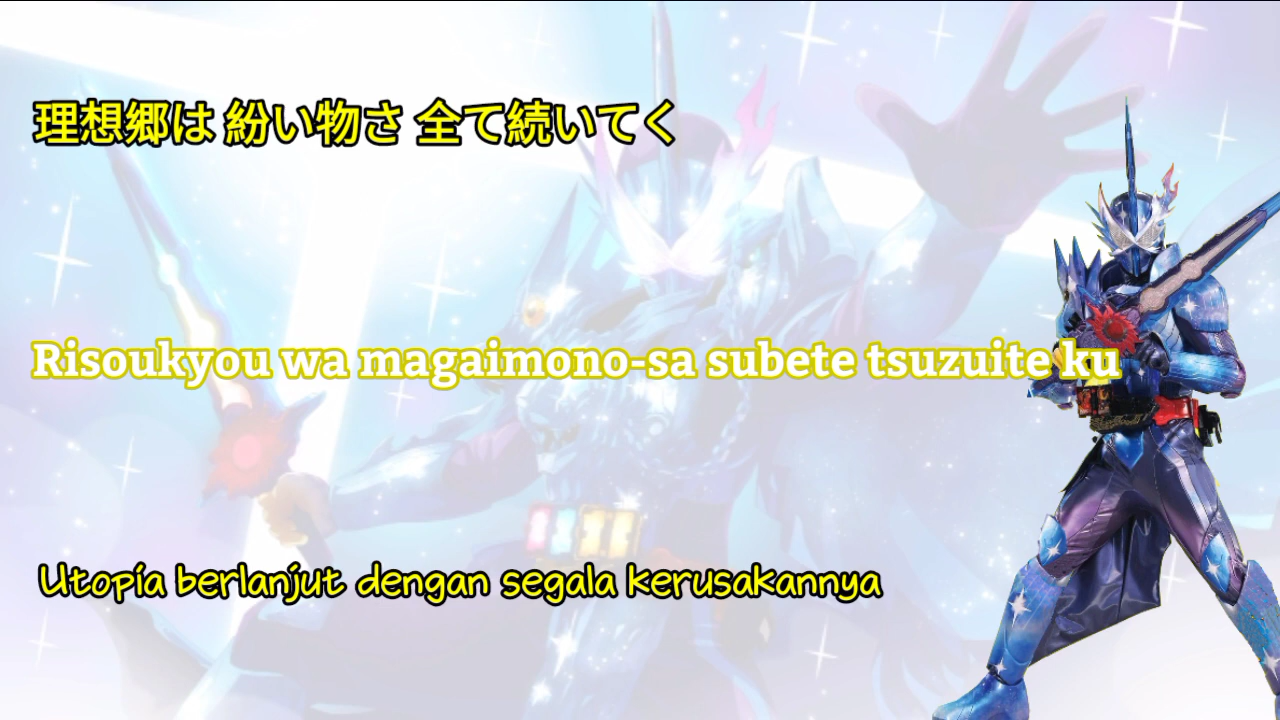 理想郷は 紛い物さ 全て続いてく
Risoukyou wa magaimono-sa subete tsuzuite ku
Utopia berlanjut dengan segala kerusakannya